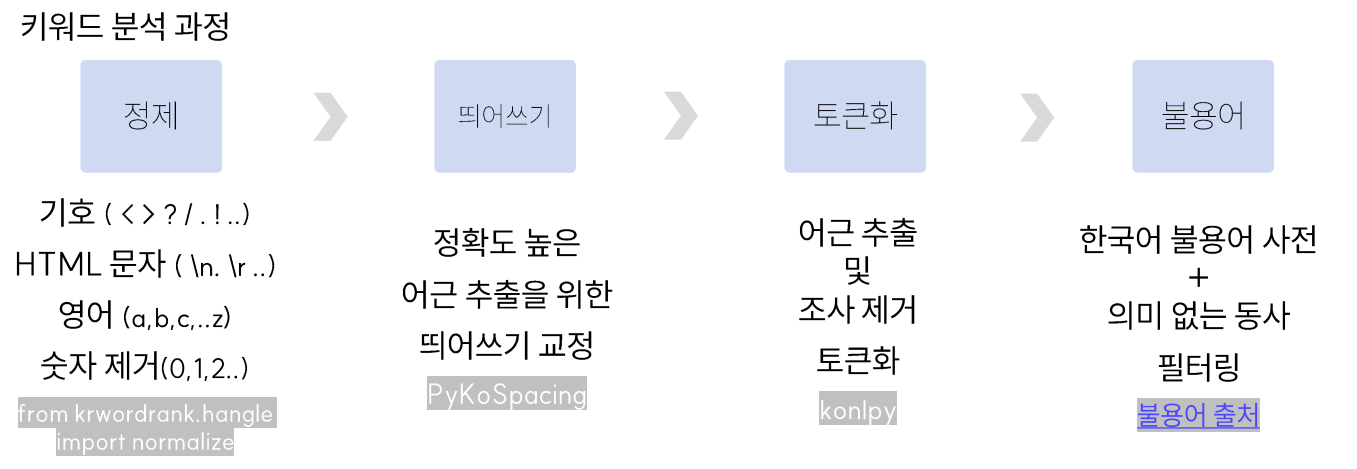 키워드 분석 과정
정제
띄어쓰기
토큰화
불용어
기호 ( < > ? / . ! ..)
HTML 문자 ( \n. \r ..)
영어 (a,b,c,..z)
숫자 제거(0,1,2..)
from krwordrank.hangle
import normalize
정확도 높은
어근 추출을 위한
띄어쓰기 교정
PyKoSpacing
어근 추출
및
조사 제거
토큰화
konlpy
한국어 불용어 사전
+
의미 없는 동사
필터링
불용어 출처